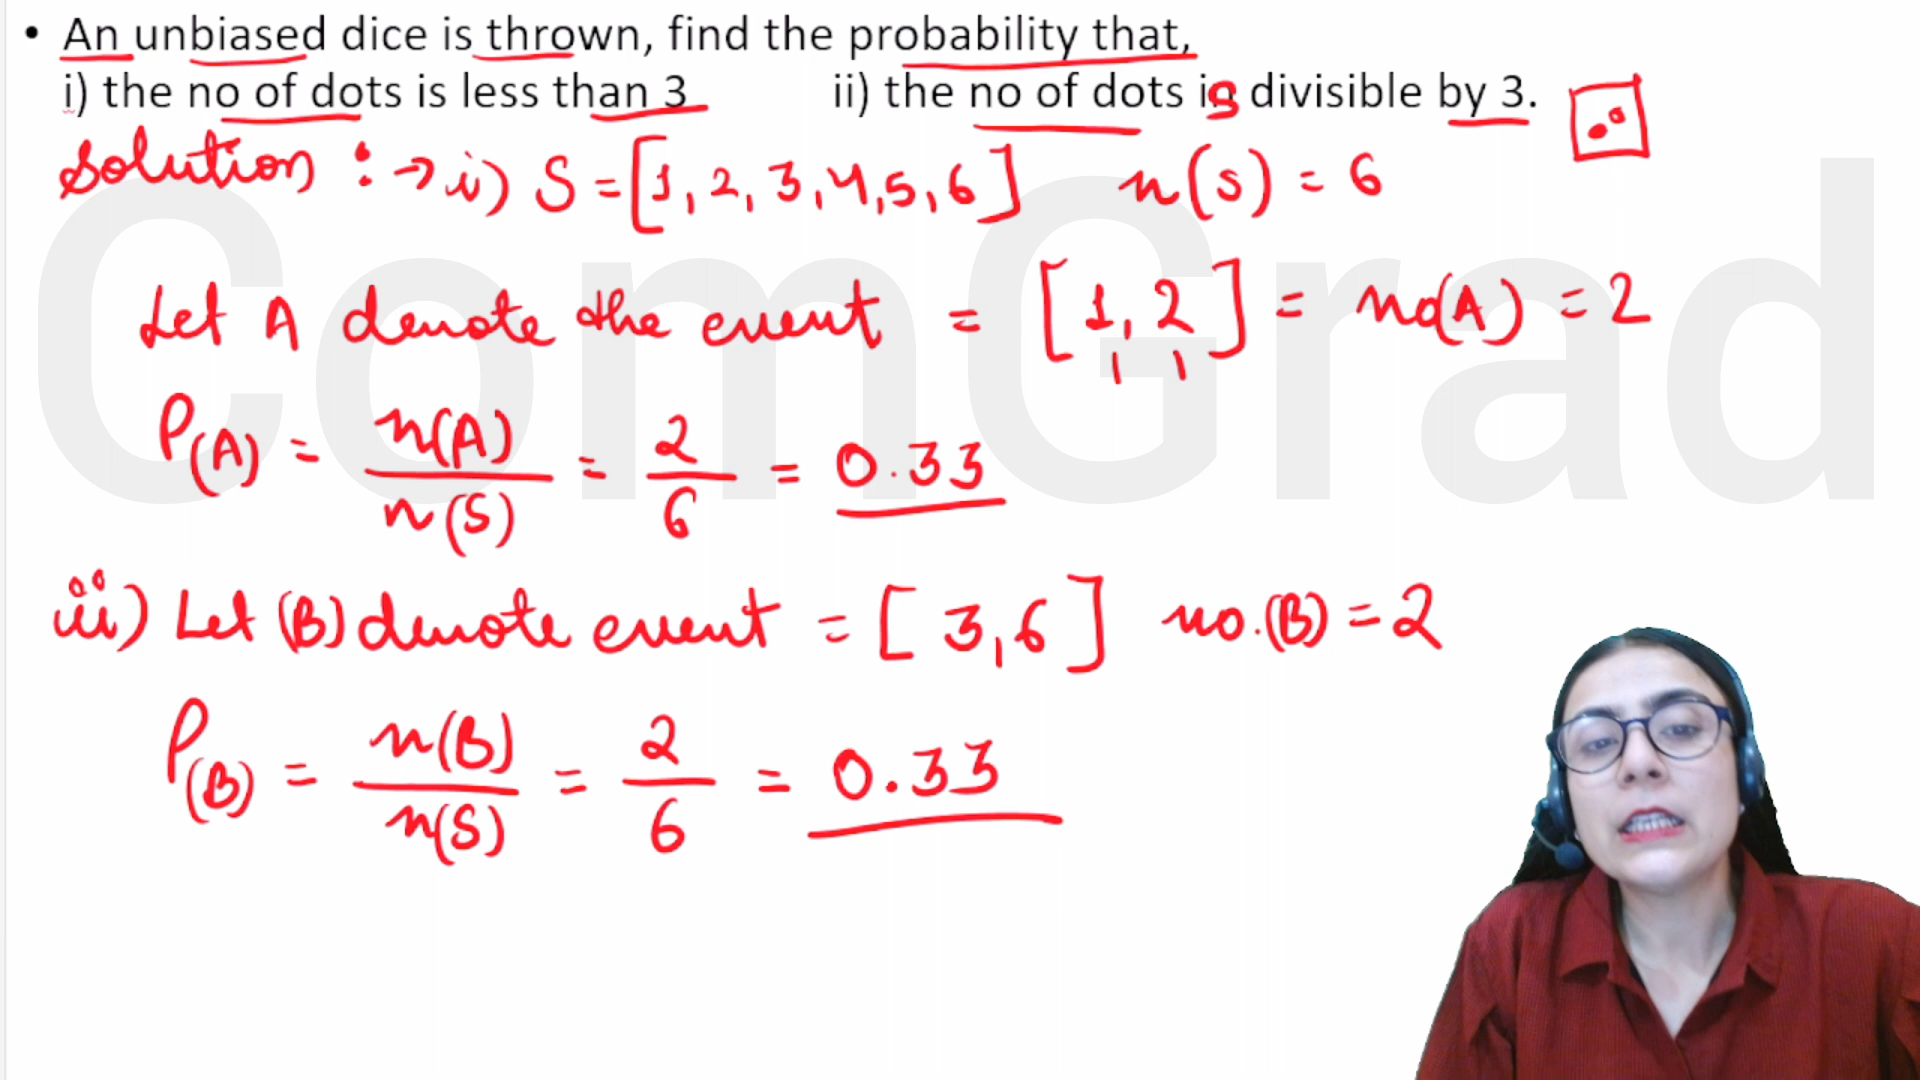 • An unbiased dice is thrown, find the probability that,
i) the no of dots is less than 3 ii) the no of dots is divisible by 3.
Solution :→ i) S = [1, 2, 3, 4, 5, 6] n(S) = 6
ComGrad
Let A denote the event = [1, 2] = no(A) = 2
P(A) = n(A)/n(S) = 2/6 = 0.33
ii) Let (B) denote event = [3, 6] no.(B) = 2
P(B) = n(B)/n(S) = 2/6 = 0.33